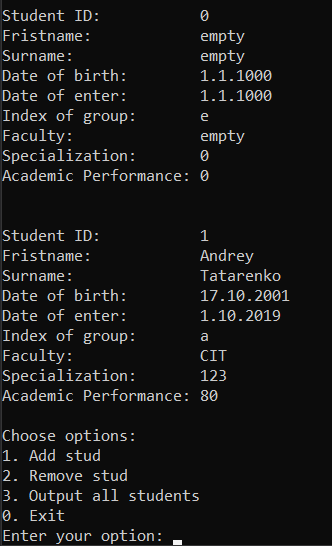 Student ID: 0
Fristname: empty
Surname: empty
Date of birth: 1.1.1000
Date of enter: 1.1.1000
Index of group: e
Faculty: empty
Specialization: 0
Academic Performance: 0
Student ID: 1
Fristname: Andrey
Surname: Tatarenko
Date of birth: 17.10.2001
Date of enter: 1.10.2019
Index of group: a
Faculty: CIT
Specialization: 123
Academic Performance: 80
Choose options:
1. Add stud
2. Remove stud
3. Output all students
0. Exit
Enter your option: